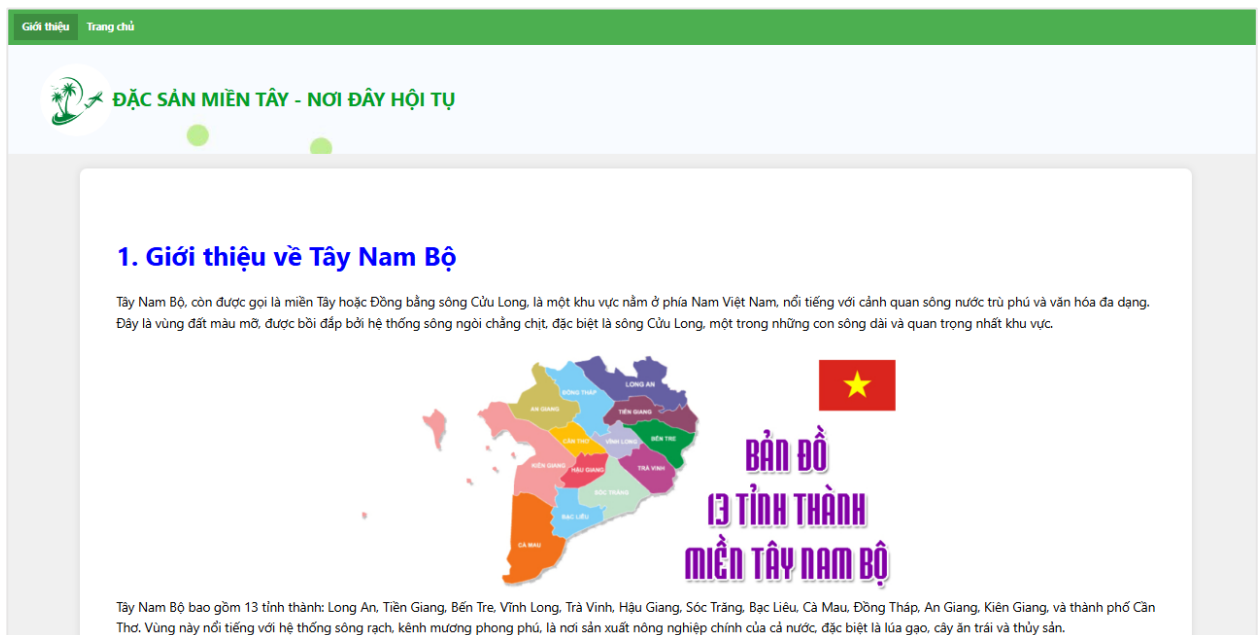 Giới thiệu Trang chủ
ĐẶC SẢN MIỀN TÂY - NƠI ĐÂY HỘI TỤ
1. Giới thiệu về Tây Nam Bộ
Tây Nam Bộ, còn được gọi là miền Tây hoặc Đồng bằng sông Cửu Long, là một khu vực nằm ở phía Nam Việt Nam, nổi tiếng với cảnh quan sông nước trù phú và văn hóa đa dạng.
Đây là vùng đất màu mỡ, được bồi đắp bởi hệ thống sông ngòi chằng chịt, đặc biệt là sông Cửu Long, một trong những con sông dài và quan trọng nhất khu vực.
LONG AN
ĐỒNG THÁP
AN GIANG
TIỀN GIANG
CẦN THƠ
VĨNH LONG
BẾN TRE
KIÊN GIANG
HẬU GIANG
TRÀ VINH
SÓC TRĂNG
BẠC LIÊU
CÀ MAU
BẢN ĐỒ
13 TỈNH THÀNH
MIỀN TÂY NAM BỘ
Tây Nam Bộ bao gồm 13 tỉnh thành: Long An, Tiền Giang, Bến Tre, Vĩnh Long, Trà Vinh, Hậu Giang, Sóc Trăng, Bạc Liêu, Cà Mau, Đồng Tháp, An Giang, Kiên Giang, và thành phố Cần
Thơ. Vùng này nổi tiếng với hệ thống sông rạch, kênh mương phong phú, là nơi sản xuất nông nghiệp chính của cả nước, đặc biệt là lúa gạo, cây ăn trái và thủy sản.